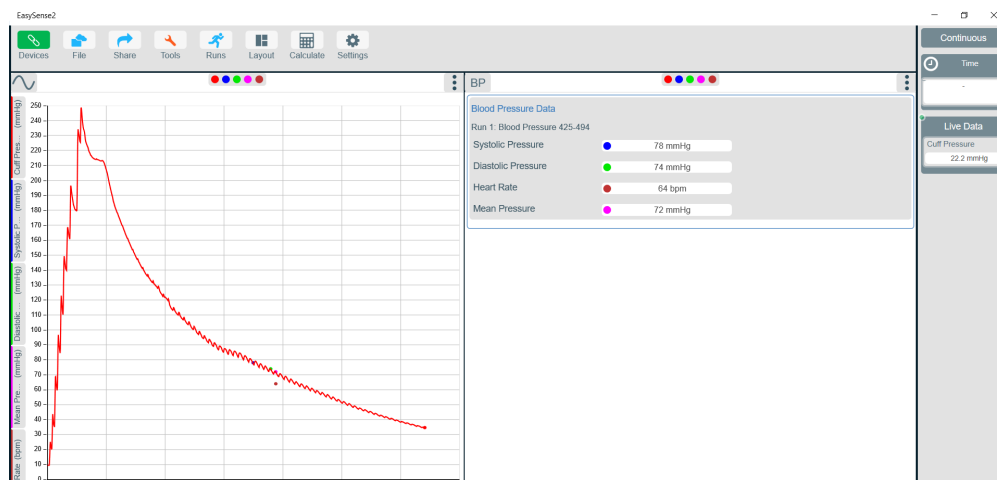 EasySense2
Devices
File
Share
Tools
Runs
Layout
Calculate
Settings
Continuous
Time
-
Live Data
Cuff Pressure
22.2 mmHg
Cuff Pres... (mmHg)
Systolic P... (mmHg)
Diastolic ... (mmHg)
Mean Pre... (mmHg)
Rate (bpm)
250
240
230
220
210
200
190
180
170
160
150
140
130
120
110
100
90
80
70
60
50
40
30
20
10
0
BP
Blood Pressure Data
Run 1: Blood Pressure 425-494
Systolic Pressure 78 mmHg
Diastolic Pressure 74 mmHg
Heart Rate 64 bpm
Mean Pressure 72 mmHg